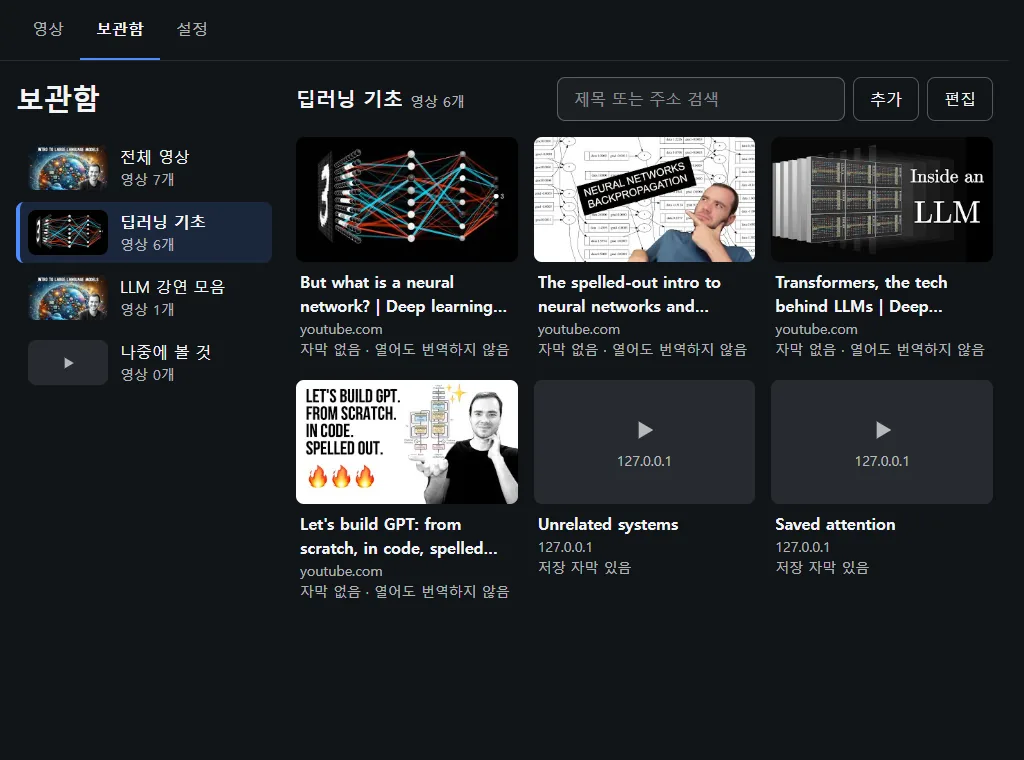 영상
보관함
설정
보관함
전체 영상
영상 7개
딥러닝 기초
영상 6개
LLM 강연 모음
영상 1개
나중에 볼 것
영상 0개
딥러닝 기초 영상 6개
제목 또는 주소 검색
추가
편집
But what is a neural
network? | Deep learning...
youtube.com
자막 없음 · 열어도 번역하지 않음
NEURAL NETWORKS
BACKPROPAGATION
The spelled-out intro to
neural networks and...
youtube.com
자막 없음 · 열어도 번역하지 않음
Inside an
LLM
Transformers, the tech
behind LLMs | Deep...
youtube.com
자막 없음 · 열어도 번역하지 않음
LET'S BUILD GPT.
FROM SCRATCH.
IN CODE.
SPELLED OUT.
Let's build GPT: from
scratch, in code, spelled...
youtube.com
자막 없음 · 열어도 번역하지 않음
127.0.0.1
Unrelated systems
127.0.0.1
저장 자막 있음
127.0.0.1
Saved attention
127.0.0.1
저장 자막 있음